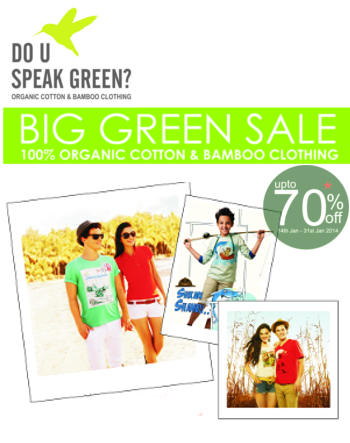 DO U
SPEAK GREEN?
ORGANIC COTTON & BAMBOO CLOTHING
BIG GREEN SALE
100% ORGANIC COTTON & BAMBOO CLOTHING
upto
70%
off
14th Jan - 31st Jan 2014